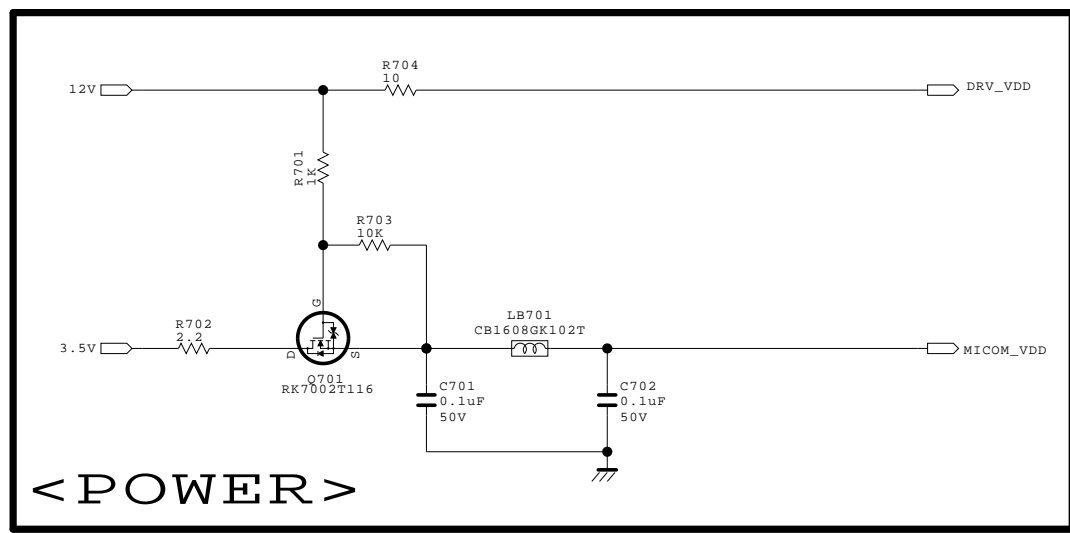 R704
10
12V
DRV_VDD
R701
1K
R703
10K
G
R702
2.2
3.5V
D
S
Q701
RK7002T116
LB701
CB1608GK102T
MICOM_VDD
C701
0.1uF
50V
C702
0.1uF
50V
<POWER>